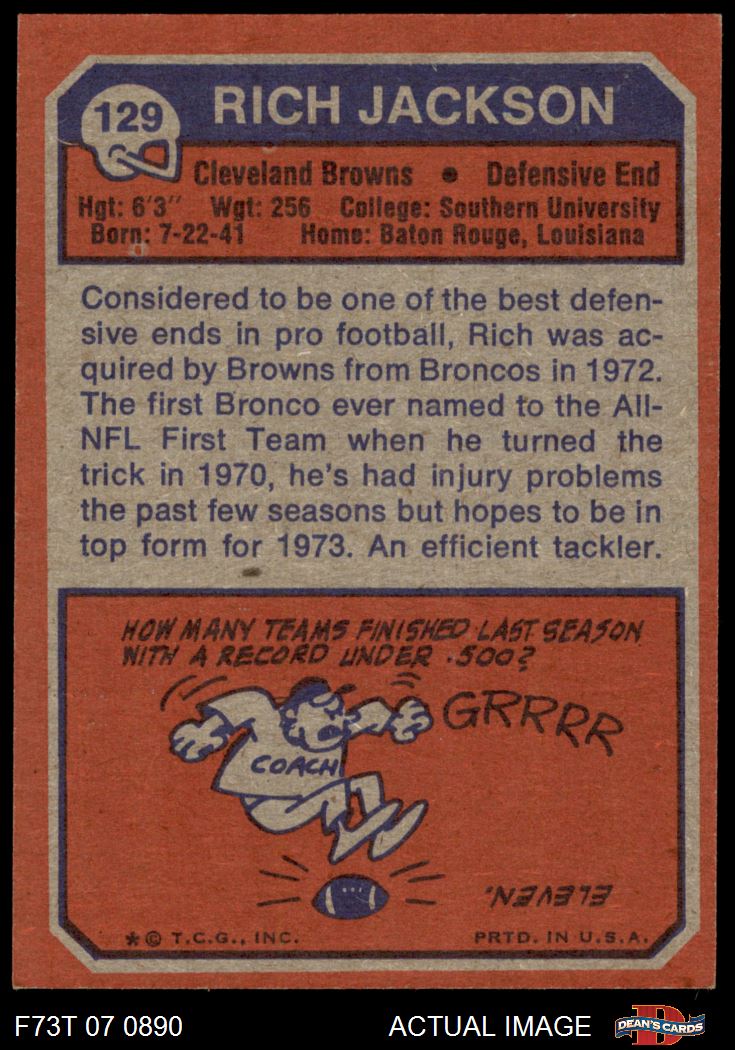 129
RICH JACKSON
Cleveland Browns • Defensive End
Hgt: 6'3" Wgt: 256 College: Southern University
Born: 7-22-41 Home: Baton Rouge, Louisiana
Considered to be one of the best defen-
sive ends in pro football, Rich was ac-
quired by Browns from Broncos in 1972.
The first Bronco ever named to the All-
NFL First Team when he turned the
trick in 1970, he's had injury problems
the past few seasons but hopes to be in
top form for 1973. An efficient tackler.
HOW MANY TEAMS FINISHED LAST SEASON
WITH A RECORD UNDER .500?
GRRRR
COACH
ELEVEN.
*© T.C.G., INC. PRTD. IN U.S.A.
F73T 07 0890 ACTUAL IMAGE
D
DEAN'S CARDS